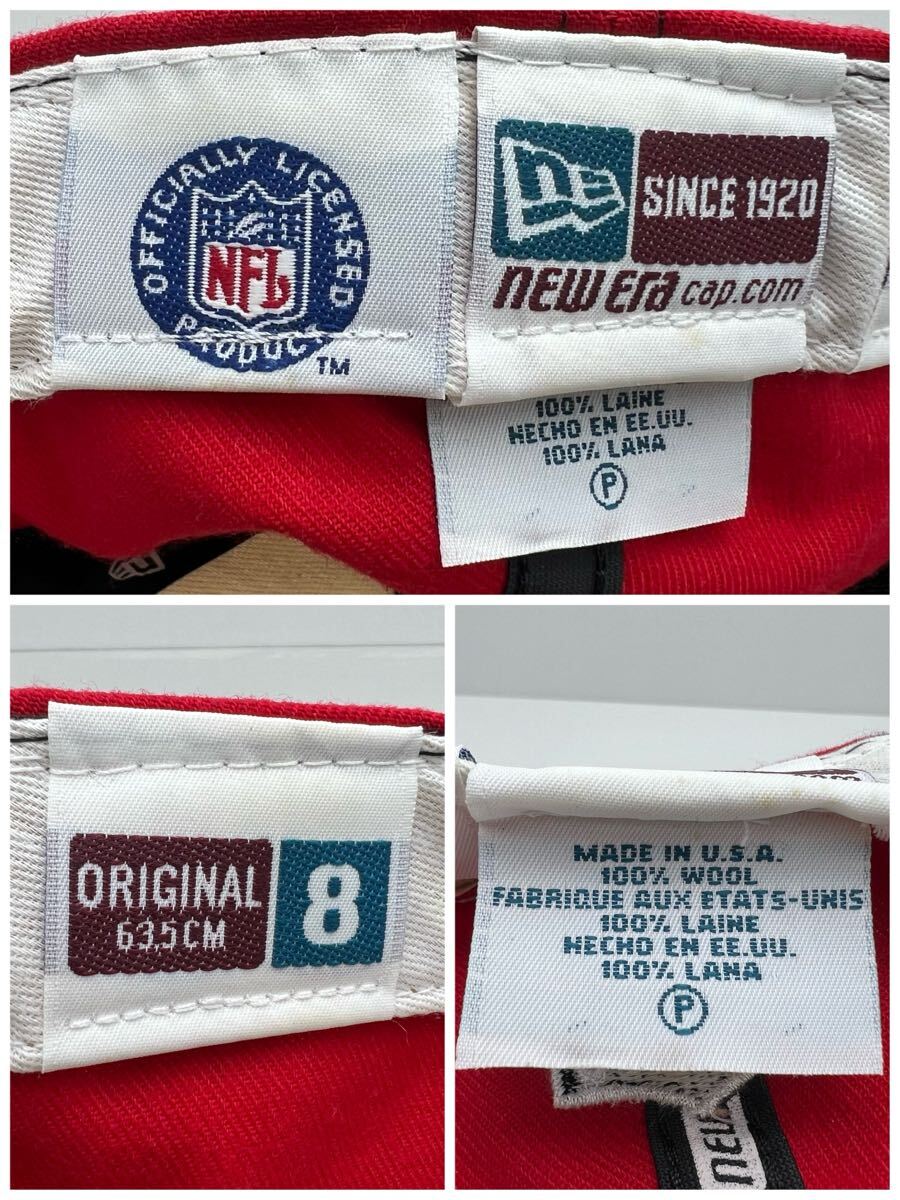 OFFICIALLY LICENSED
NFL
PRODUCT
TM
NE
SINCE 1920
new era cap.com
100% LAINE
HECHO EN EE.UU.
100% LANA
P
ORIGINAL
63.5CM
8
MADE IN U.S.A.
100% WOOL
FABRIQUE AUX ETATS-UNIS
100% LAINE
HECHO EN EE.UU.
100% LANA
P